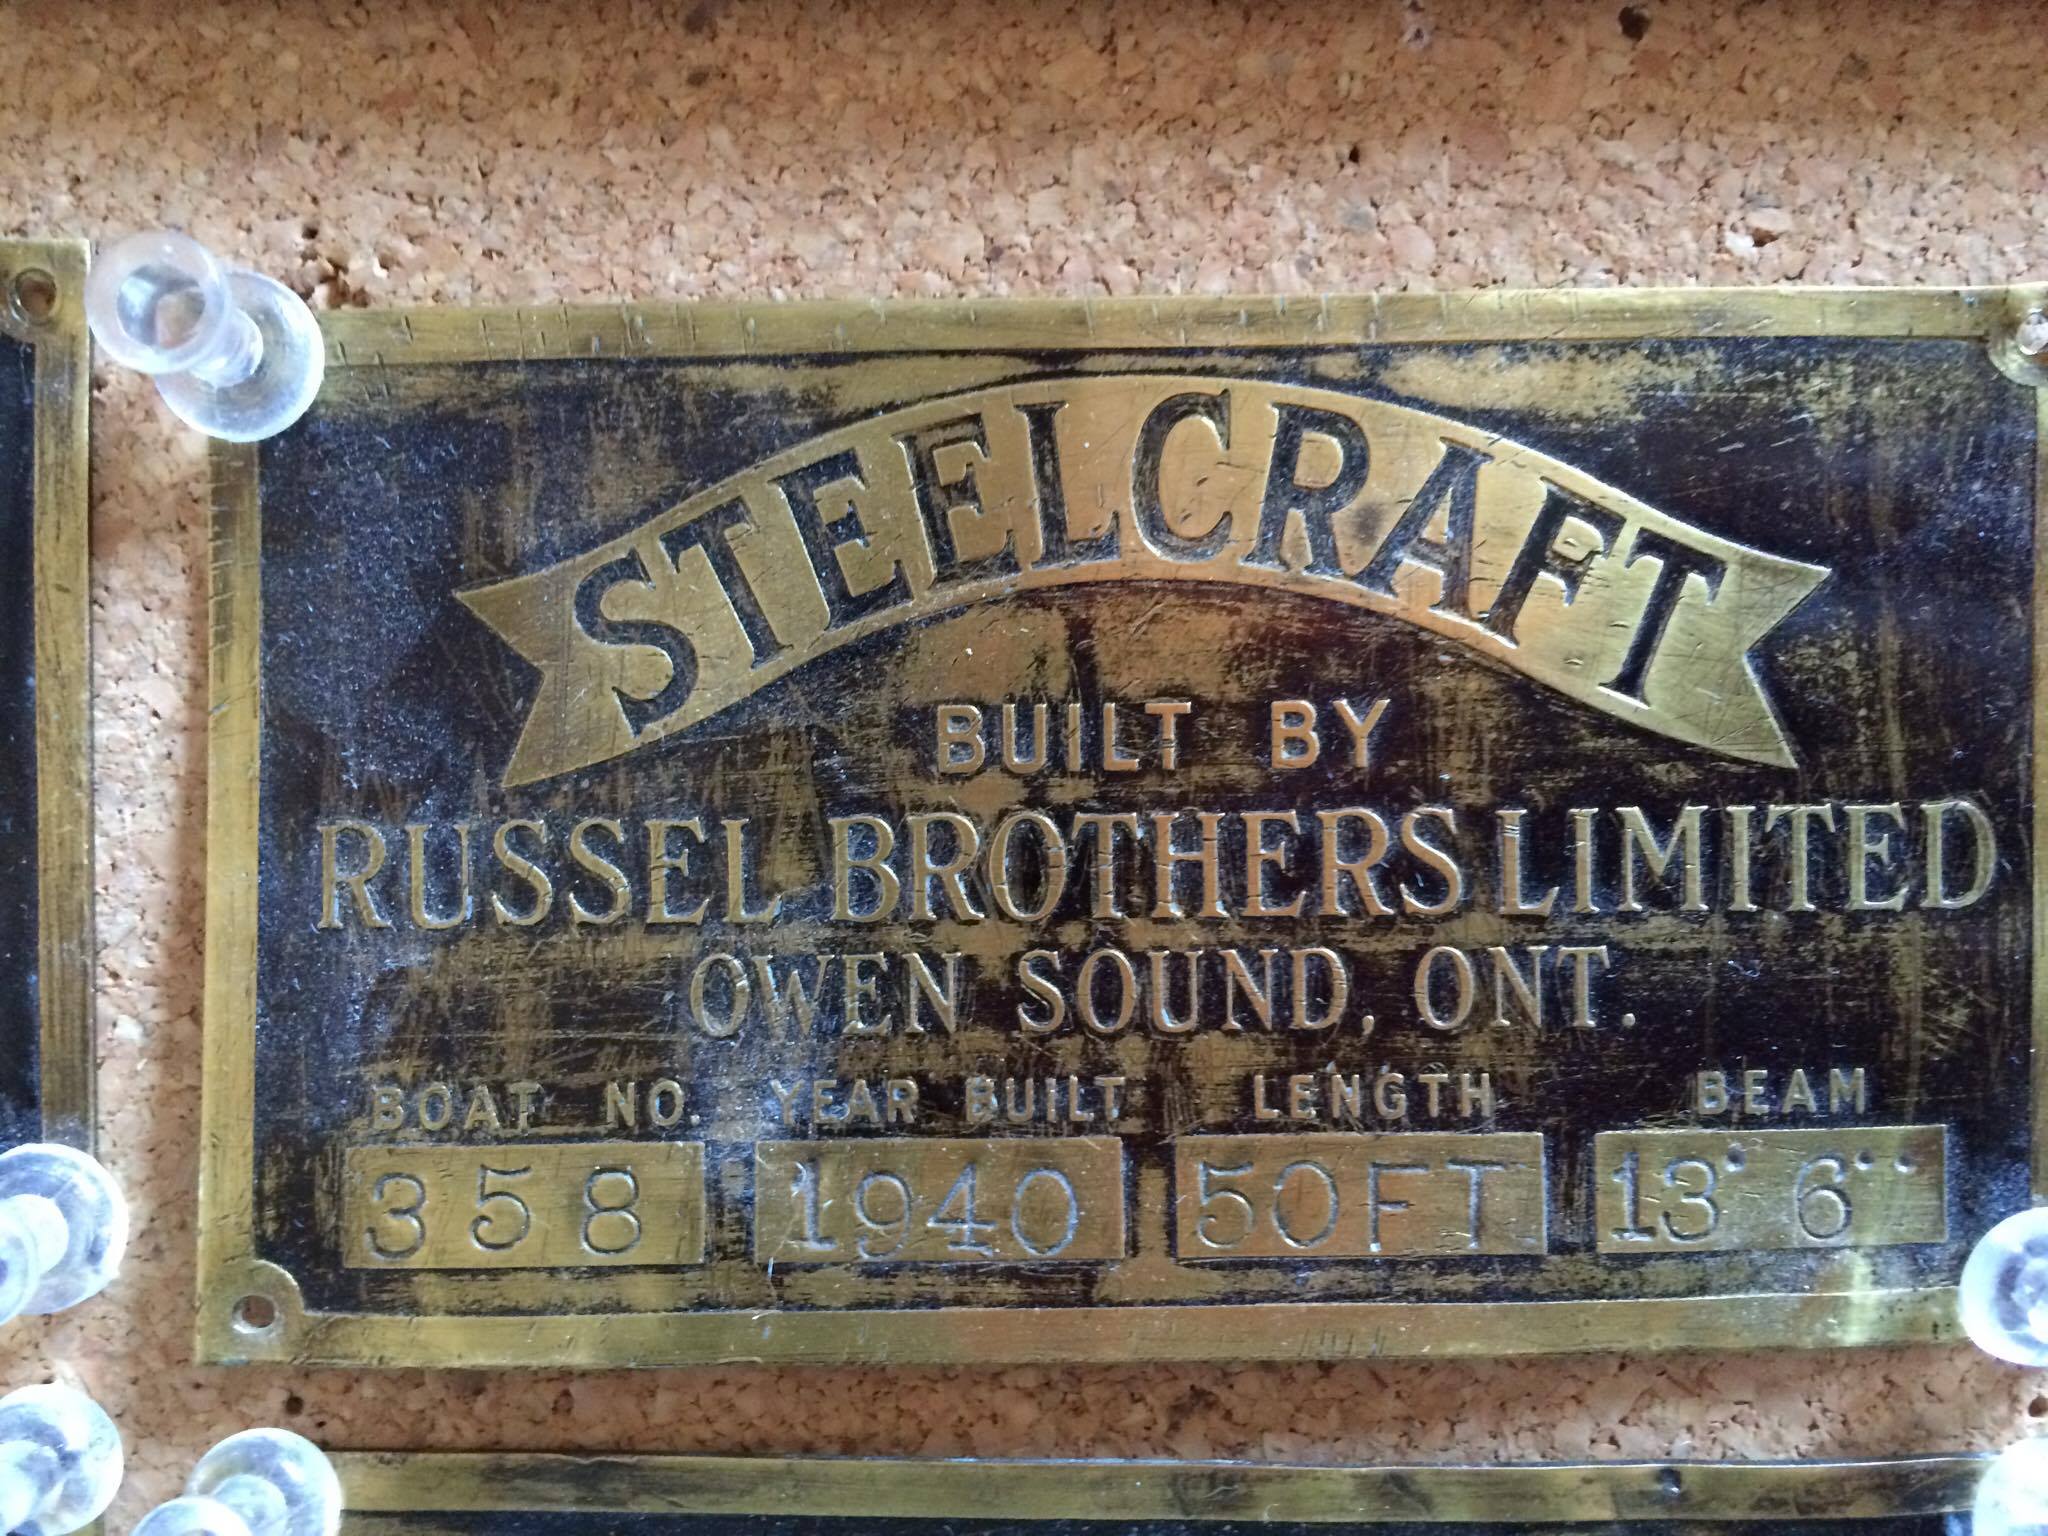 STEELCRAFT
BUILT BY
RUSSEL BROTHERS LIMITED
OWEN SOUND, ONT.
BOAT NO. YEAR BUILT LENGTH BEAM
358 1940 50FT 13' 6''